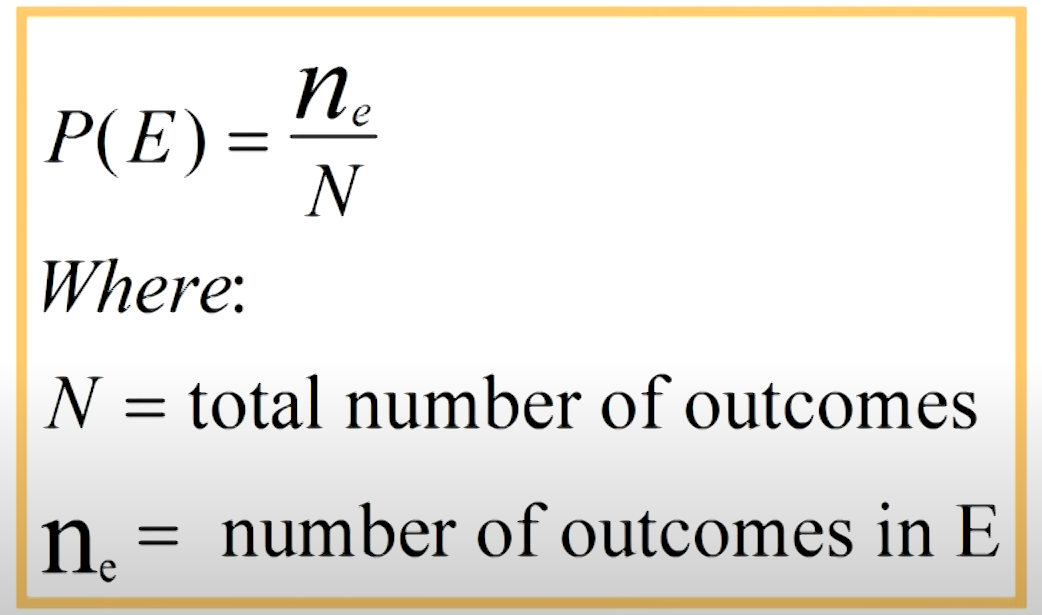 P(E) = nₑ/N
Where:
N = total number of outcomes
nₑ = number of outcomes in E